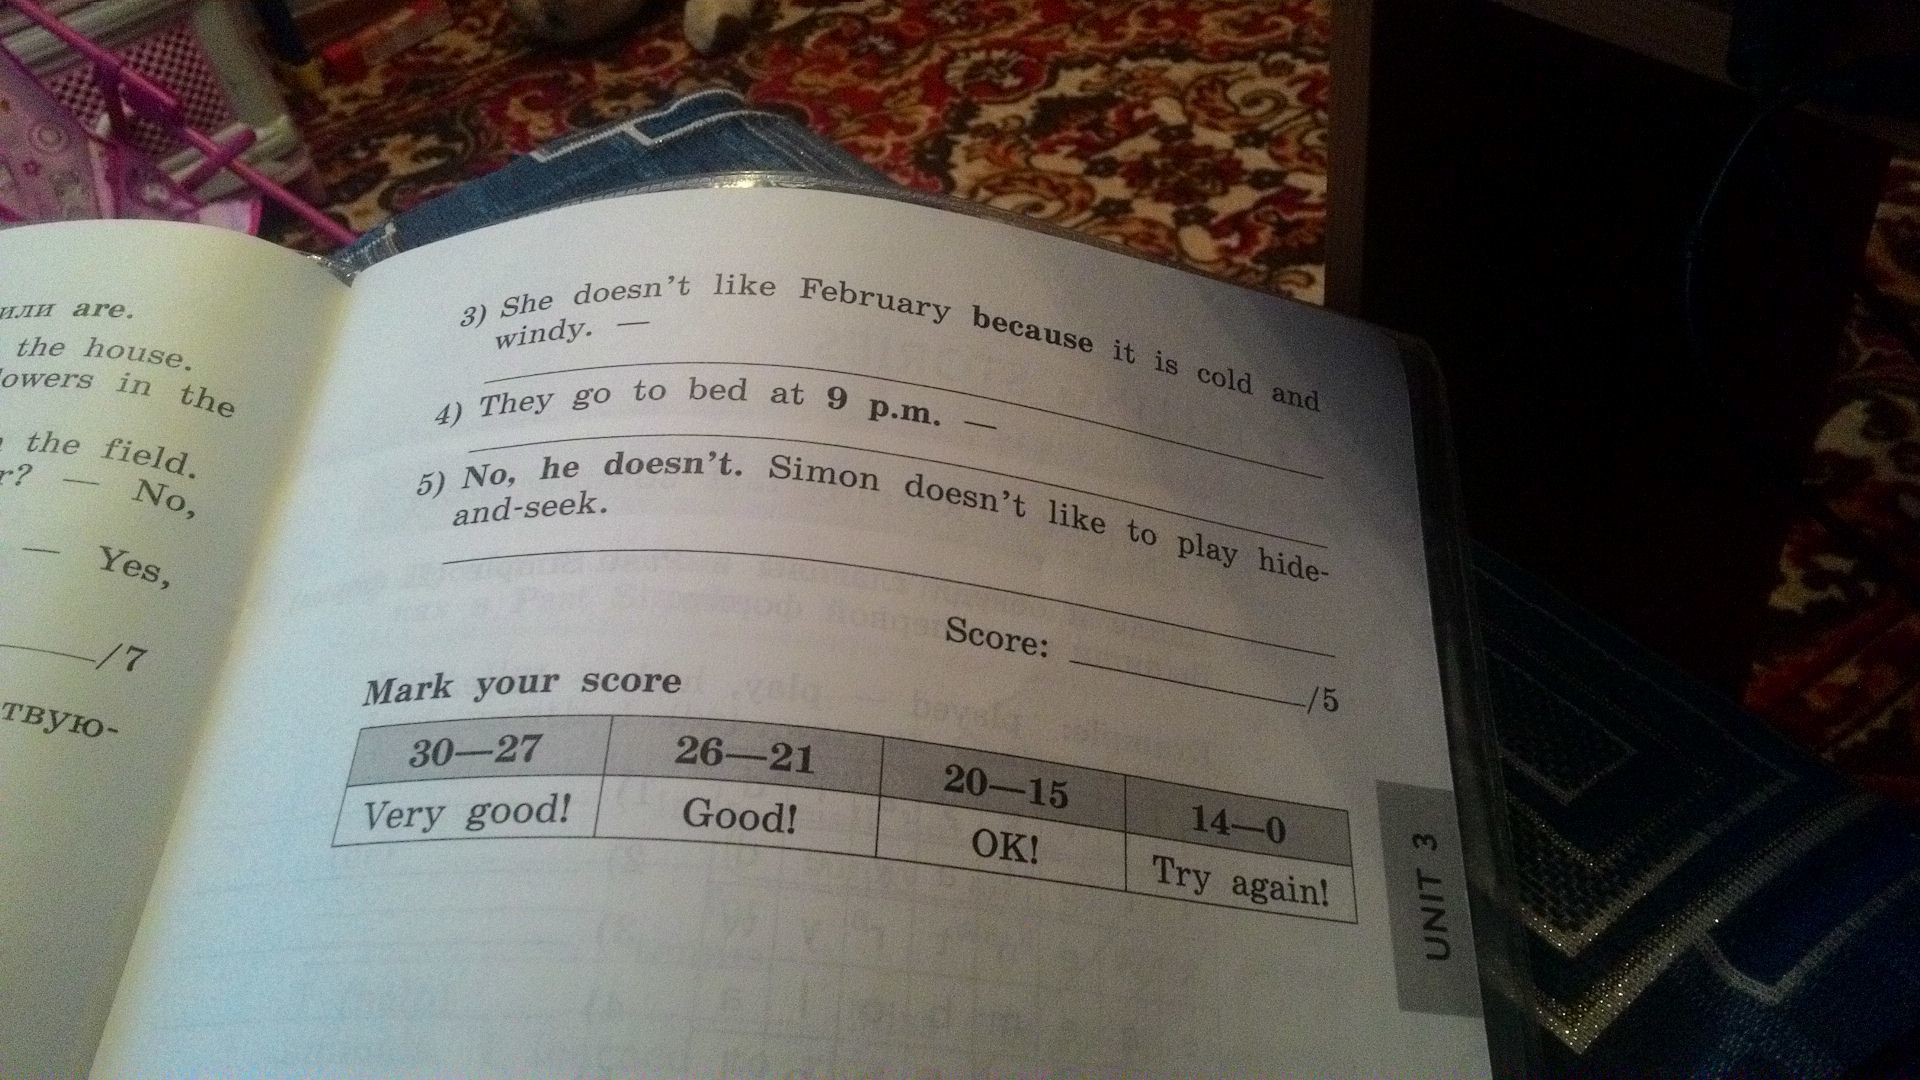 или are.
the house.
in the
the field.
— No,
— Yes,
/7
3) She doesn't like February because it is cold and
windy. —
4) They go to bed at 9 p.m. —
5) No, he doesn't. Simon doesn't like to play hide-
and-seek.
Score: /5
Mark your score
30—27 26—21 20—15 14—0
Very good! Good! OK! Try again!
UNIT 3